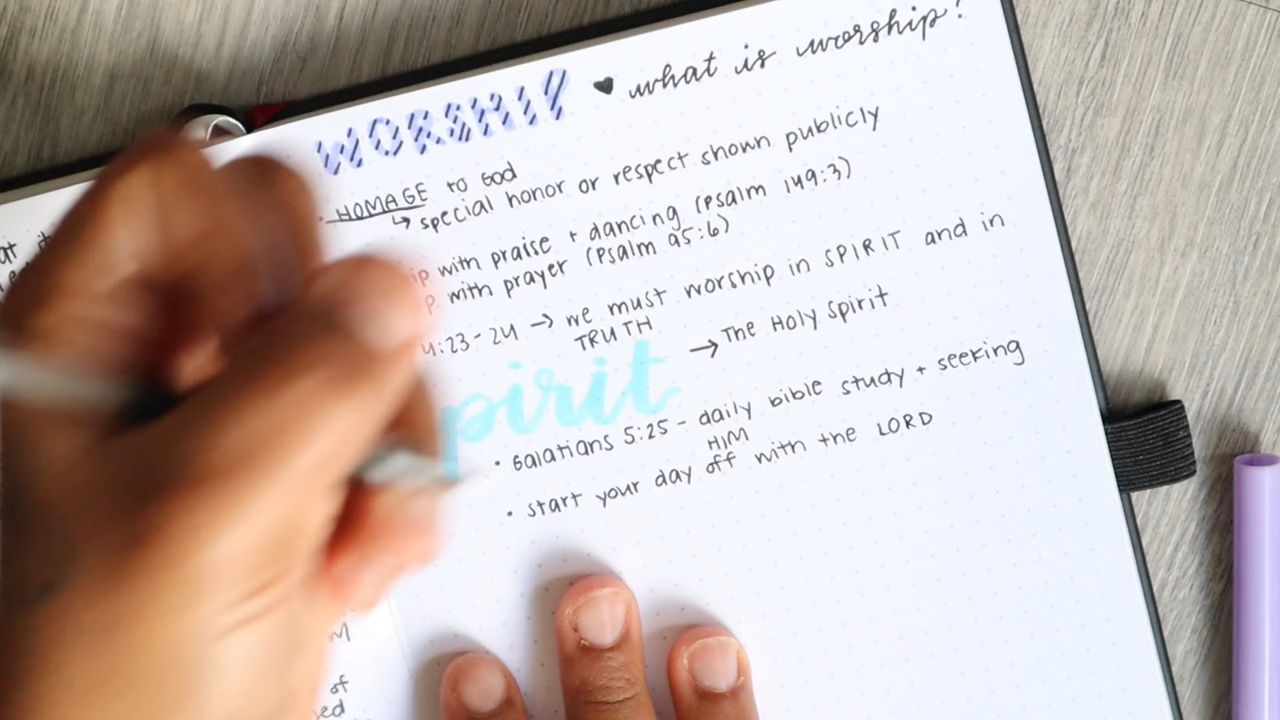 WORSHIP ♥ what is worship?
• HOMAGE to God
↳ special honor or respect shown publicly
with praise + dancing (Psalm 149:3)
with prayer (Psalm 95:6)
4:23-24 → we must worship in SPIRIT and in
TRUTH
pirit → The Holy Spirit
• Galatians 5:25 - daily bible study + seeking
HIM
• start your day off with the LORD
of